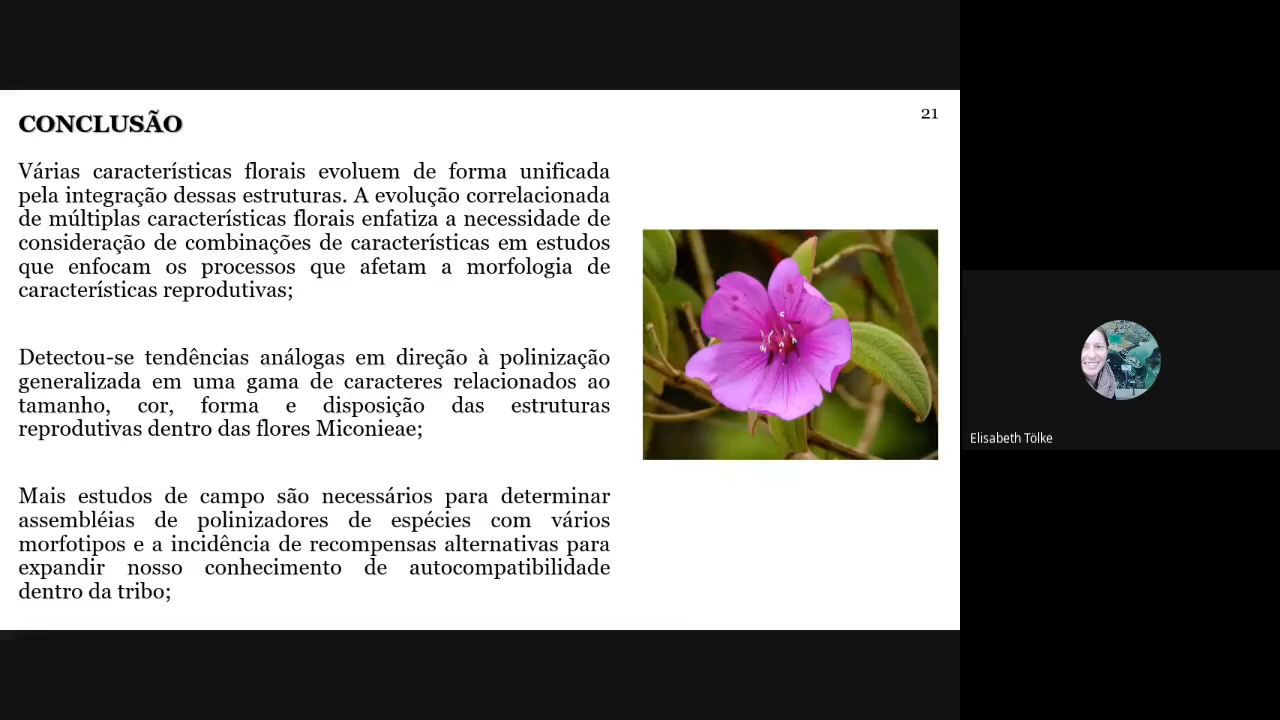 CONCLUSÃO
21
Várias características florais evoluem de forma unificada
pela integração dessas estruturas. A evolução correlacionada
de múltiplas características florais enfatiza a necessidade de
consideração de combinações de características em estudos
que enfocam os processos que afetam a morfologia de
características reprodutivas;
Detectou-se tendências análogas em direção à polinização
generalizada em uma gama de caracteres relacionados ao
tamanho, cor, forma e disposição das estruturas
reprodutivas dentro das flores Miconieae;
Mais estudos de campo são necessários para determinar
assembléias de polinizadores de espécies com vários
morfotipos e a incidência de recompensas alternativas para
expandir nosso conhecimento de autocompatibilidade
dentro da tribo;
Elisabeth Tölke